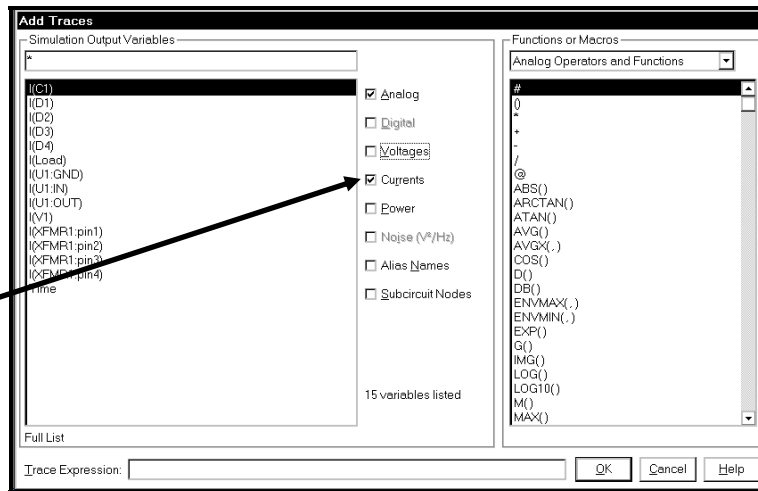 Add Traces
Simulation Output Variables
*
I(C1)
I(D1)
I(D2)
I(D3)
I(D4)
I(Load)
I(U1:GND)
I(U1:IN)
I(U1:OUT)
I(V1)
I(XFMR1:pin1)
I(XFMR1:pin2)
I(XFMR1:pin3)
I(XFMR1:pin4)
Time
Full List
Analog
Digital
Voltages
Currents
Power
Noise (V²/Hz)
Alias Names
Subcircuit Nodes
15 variables listed
Functions or Macros
Analog Operators and Functions
#
()
*
+
-
/
@
ABS()
ARCTAN()
ATAN()
AVG()
AVGX(,)
COS()
D()
DB()
ENVMAX(,)
ENVMIN(,)
EXP()
G()
IMG()
LOG()
LOG10()
M()
MAX()
Trace Expression:
OK Cancel Help